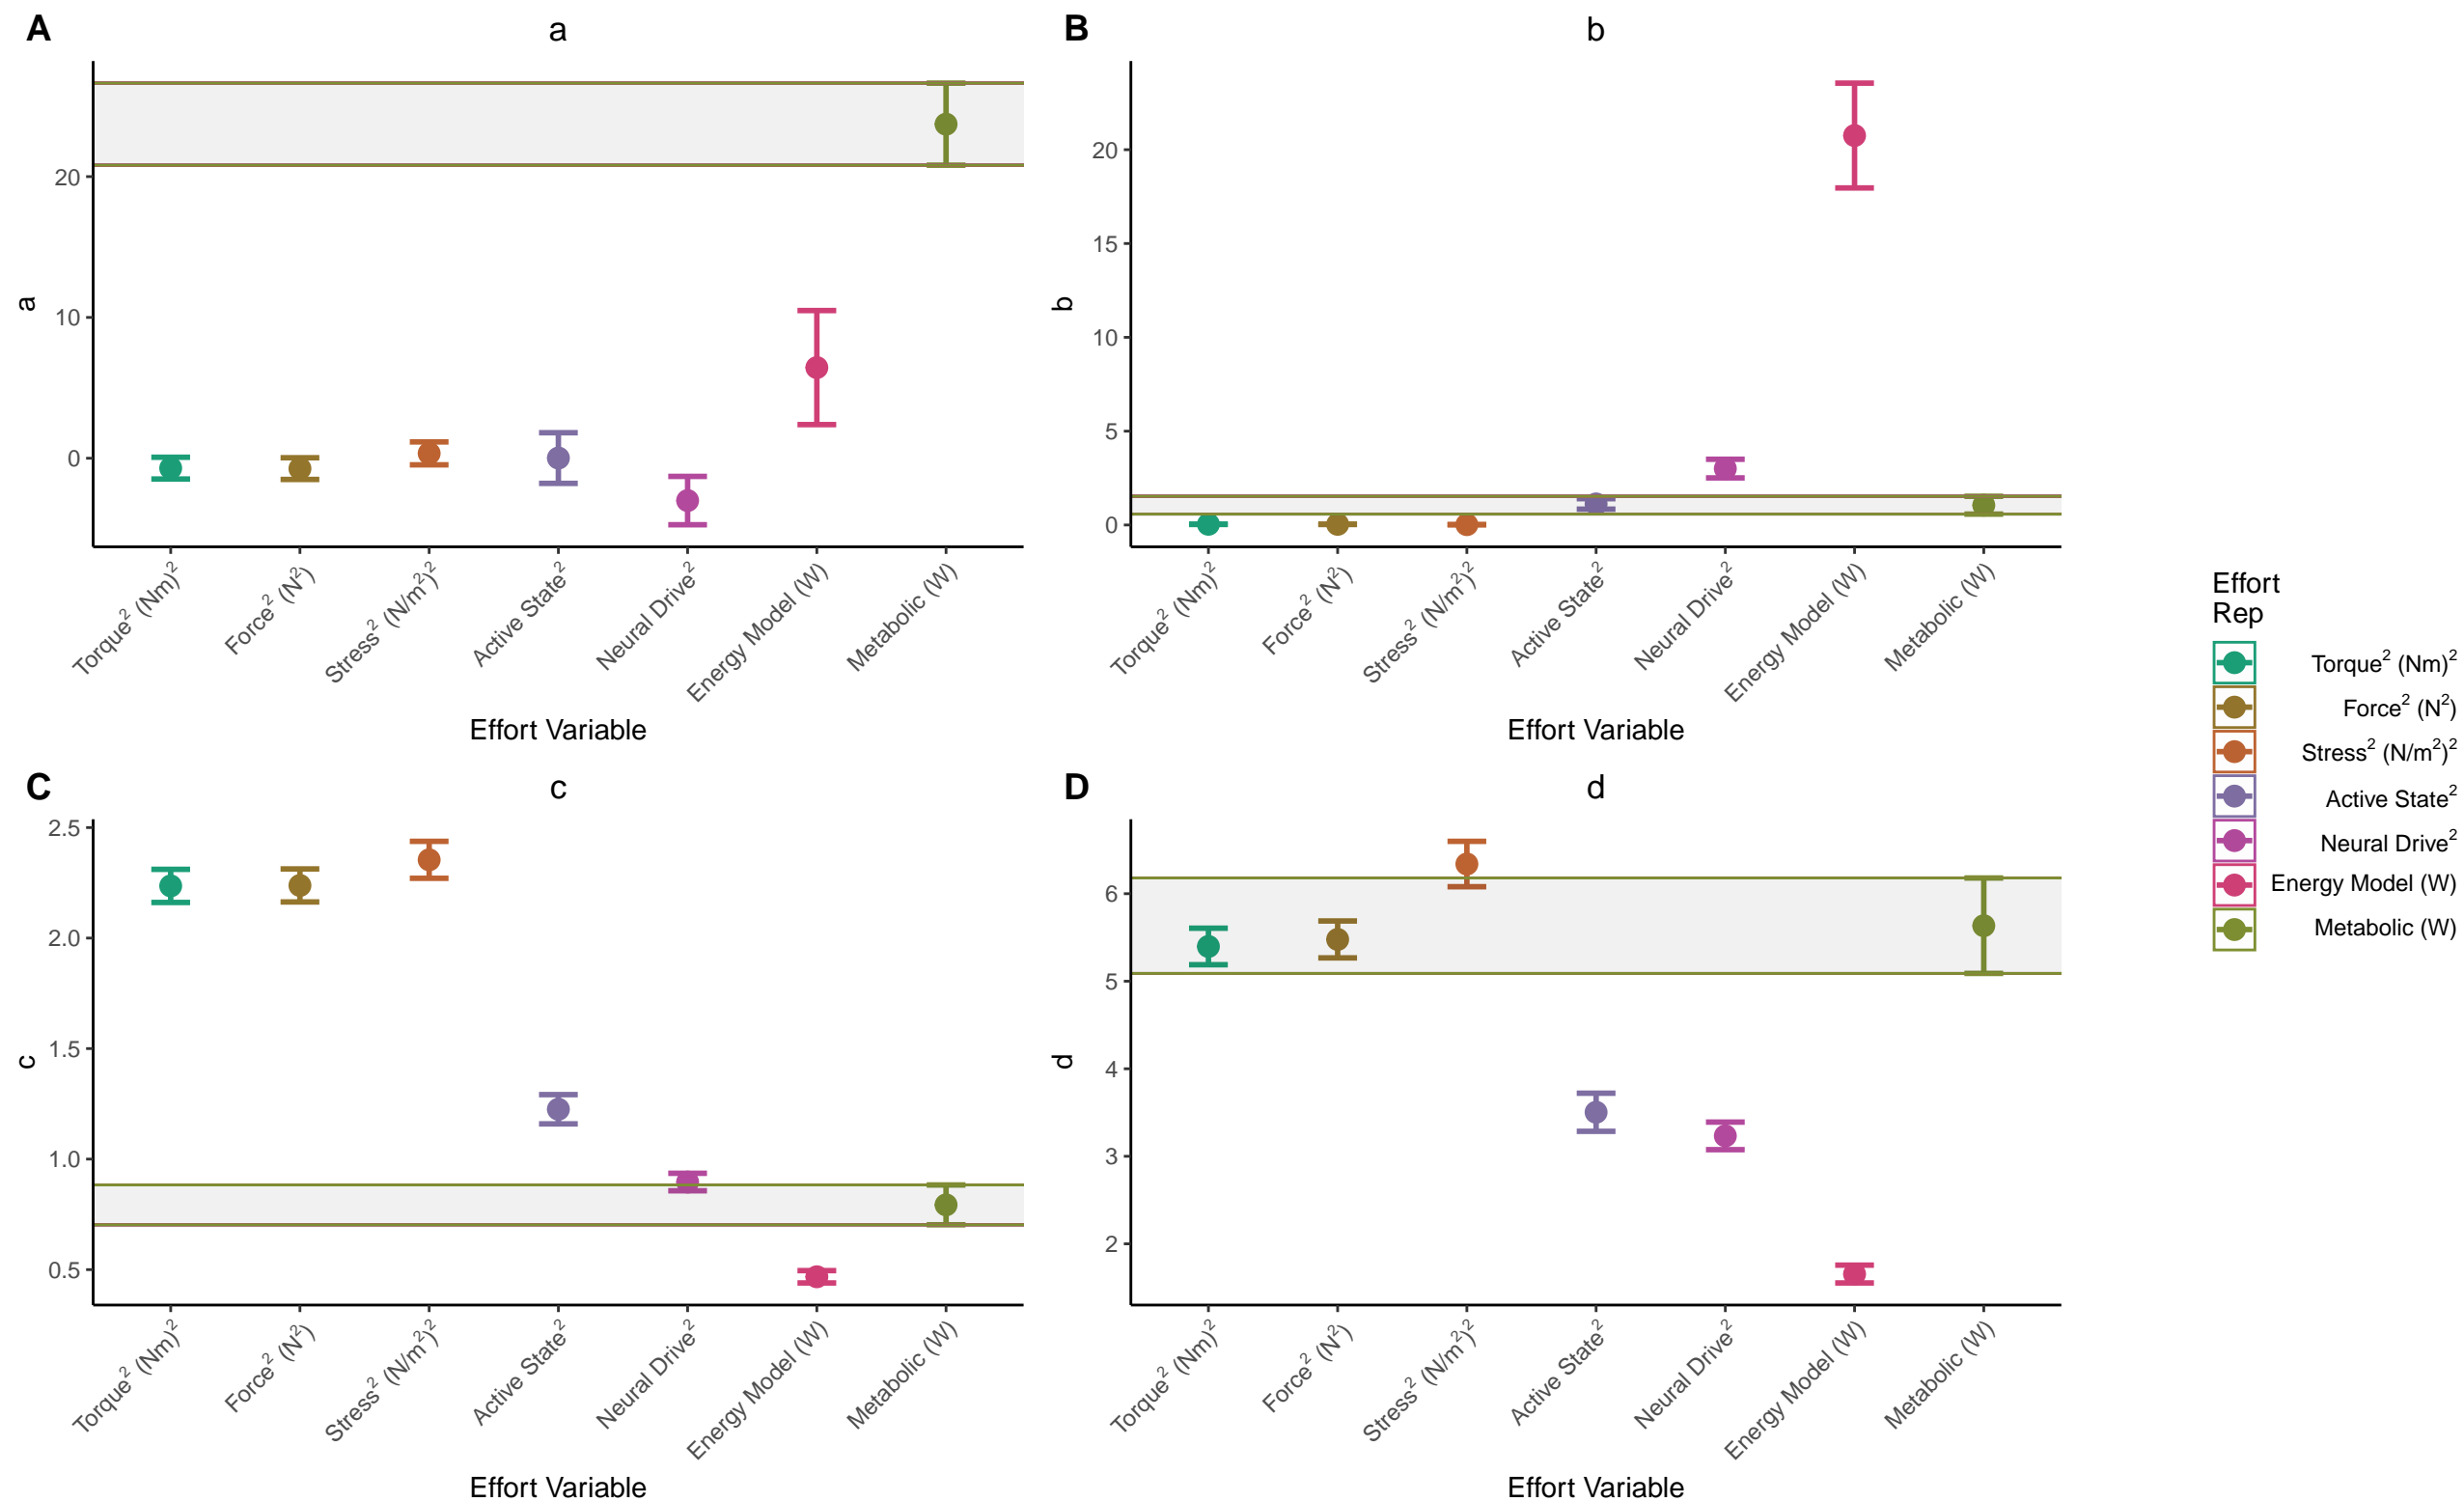 A
a
a
20
10
0
Torque² (Nm)²
Force² (N²)
Stress² (N/m²)²
Active State²
Neural Drive²
Energy Model (W)
Metabolic (W)
Effort Variable
B
b
b
20
15
10
5
0
Torque² (Nm)²
Force² (N²)
Stress² (N/m²)²
Active State²
Neural Drive²
Energy Model (W)
Metabolic (W)
Effort Variable
C
c
c
2.5
2.0
1.5
1.0
0.5
Torque² (Nm)²
Force² (N²)
Stress² (N/m²)²
Active State²
Neural Drive²
Energy Model (W)
Metabolic (W)
Effort Variable
D
d
d
6
5
4
3
2
Torque² (Nm)²
Force² (N²)
Stress² (N/m²)²
Active State²
Neural Drive²
Energy Model (W)
Metabolic (W)
Effort Variable
Effort
Rep
Torque² (Nm)²
Force² (N²)
Stress² (N/m²)²
Active State²
Neural Drive²
Energy Model (W)
Metabolic (W)